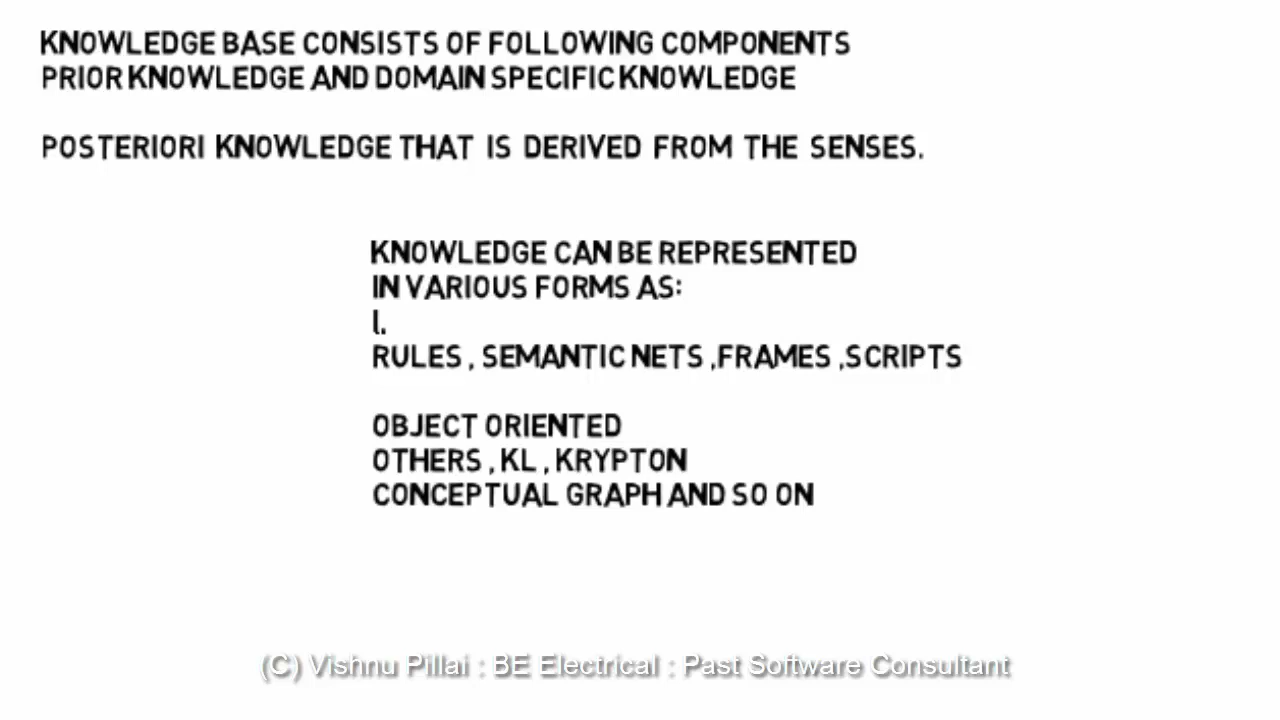 KNOWLEDGE BASE CONSISTS OF FOLLOWING COMPONENTS
PRIOR KNOWLEDGE AND DOMAIN SPECIFIC KNOWLEDGE
POSTERIORI KNOWLEDGE THAT IS DERIVED FROM THE SENSES.
KNOWLEDGE CAN BE REPRESENTED
IN VARIOUS FORMS AS:
1.
RULES , SEMANTIC NETS ,FRAMES ,SCRIPTS
OBJECT ORIENTED
OTHERS , KL , KRYPTON
CONCEPTUAL GRAPH AND SO ON
(C) Vishnu Pillai : BE Electrical : Past Software Consultant